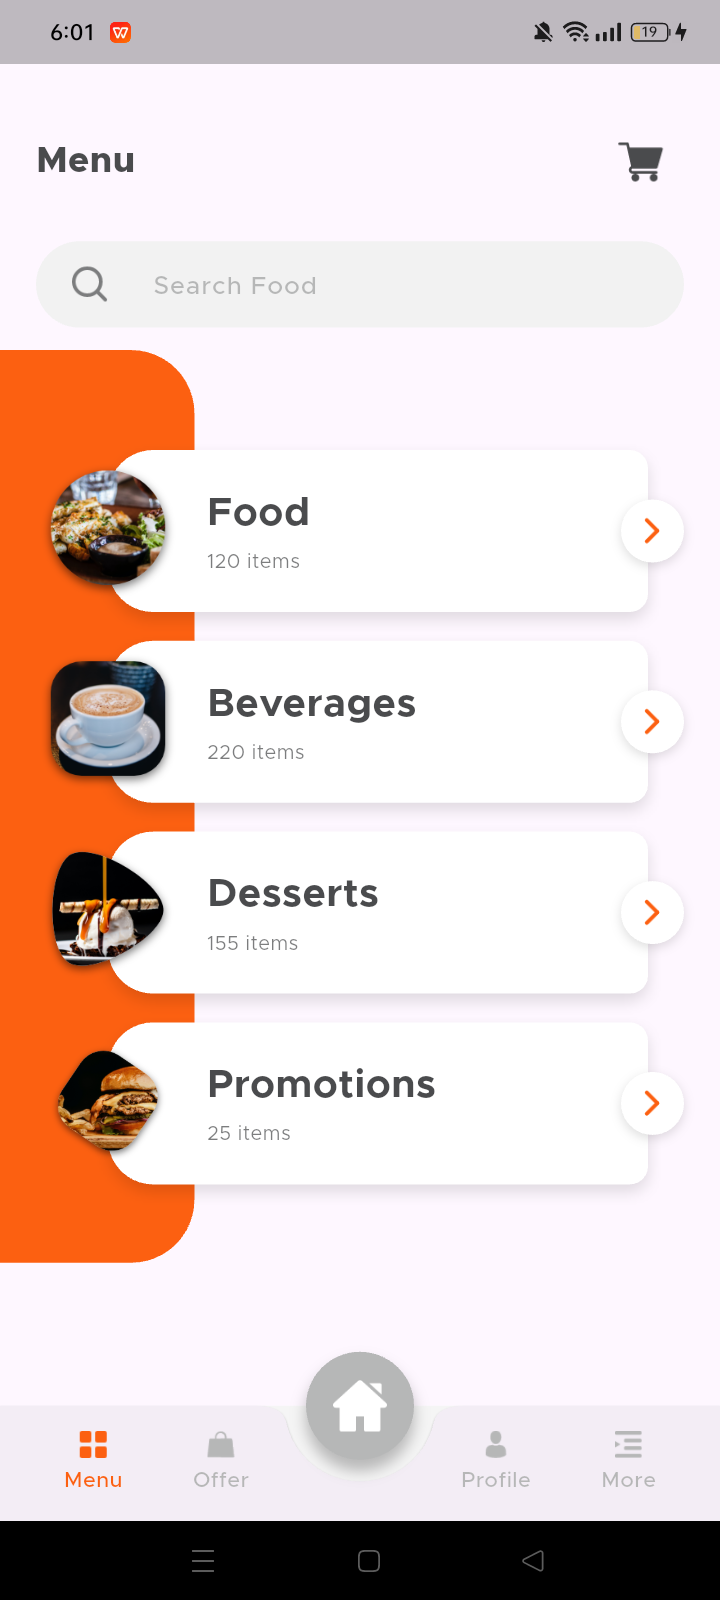 6:01
19
Menu
Search Food
Food
120 items
Beverages
220 items
Desserts
155 items
Promotions
25 items
Menu
Offer
Profile
More